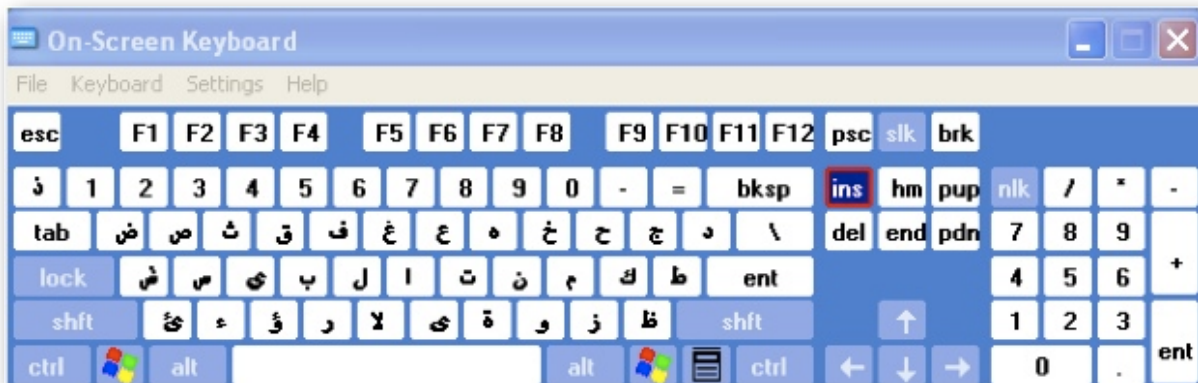 On-Screen Keyboard
File Keyboard Settings Help
esc F1 F2 F3 F4 F5 F6 F7 F8 F9 F10 F11 F12 psc slk brk
ذ 1 2 3 4 5 6 7 8 9 0 - = bksp ins hm pup nlk / * -
tab ض ص ث ق ف غ ع ه خ ح ج د \ del end pdn 7 8 9 +
lock ش س ي ب ل ا ت ن م ك ط ent 4 5 6
shft ئ ء ؤ ر لا ى ة و ز ظ shft ↑ 1 2 3 ent
ctrl alt alt ctrl ← ↓ → 0 .